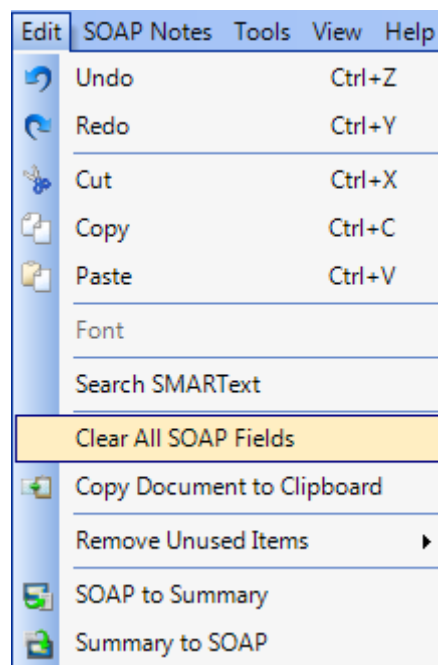 Edit SOAP Notes Tools View Help
Undo Ctrl+Z
Redo Ctrl+Y
Cut Ctrl+X
Copy Ctrl+C
Paste Ctrl+V
Font
Search SMARText
Clear All SOAP Fields
Copy Document to Clipboard
Remove Unused Items
SOAP to Summary
Summary to SOAP